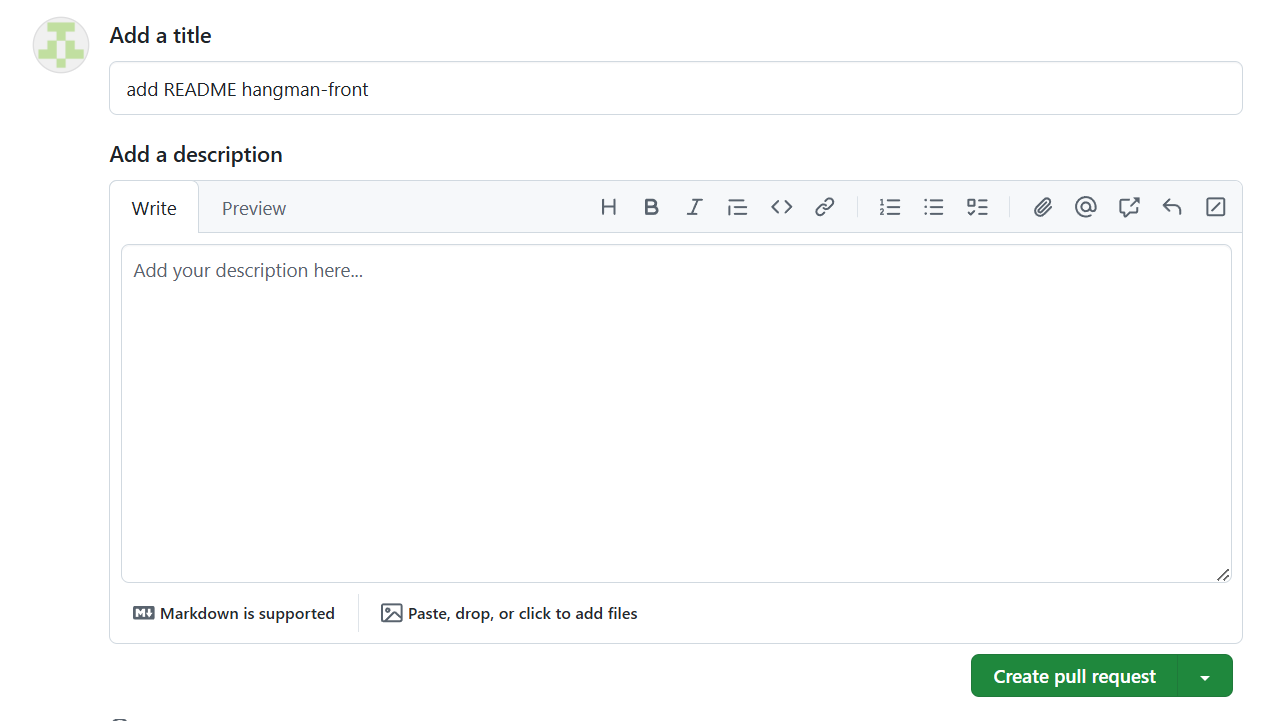 Add a title
add README hangman-front
Add a description
Write Preview
Add your description here...
Markdown is supported Paste, drop, or click to add files
Create pull request